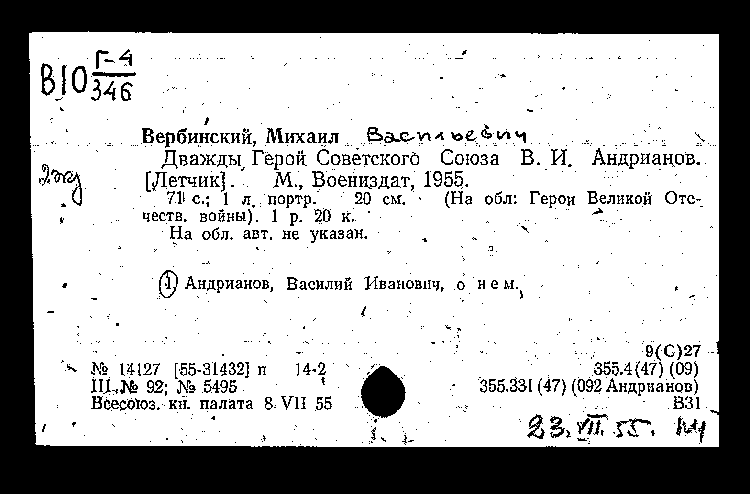 В10 Г-4
346
Вербинский, Михаил Васильевич
Дважды Герой Советского Союза В. И. Андрианов.
[Летчик]. М., Воениздат, 1955.
71 с.; 1 л. портр. 20 см. (На обл: Герои Великой Оте-
честв. войны). 1 р. 20 к.
На обл. авт. не указан.
1 Андрианов, Василий Иванович, о нем.
9(С)27
№ 14127 [55-31432] п 14-2 355.4(47)(09)
III, № 92; № 5495 355.331(47)(092 Андрианов)
Всесоюз. кн. палата 8 VII 55 В31
23. VII. 55.